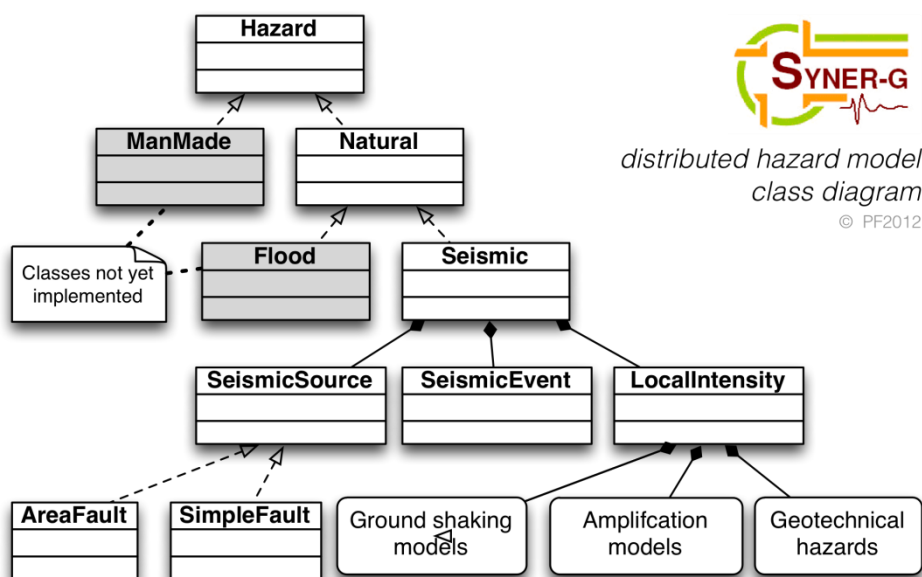 Hazard
SYNER-G
ManMade
Natural
distributed hazard model
class diagram
© PF2012
Classes not yet
implemented
Flood
Seismic
SeismicSource
SeismicEvent
LocalIntensity
AreaFault
SimpleFault
Ground shaking
models
Amplifcation
models
Geotechnical
hazards